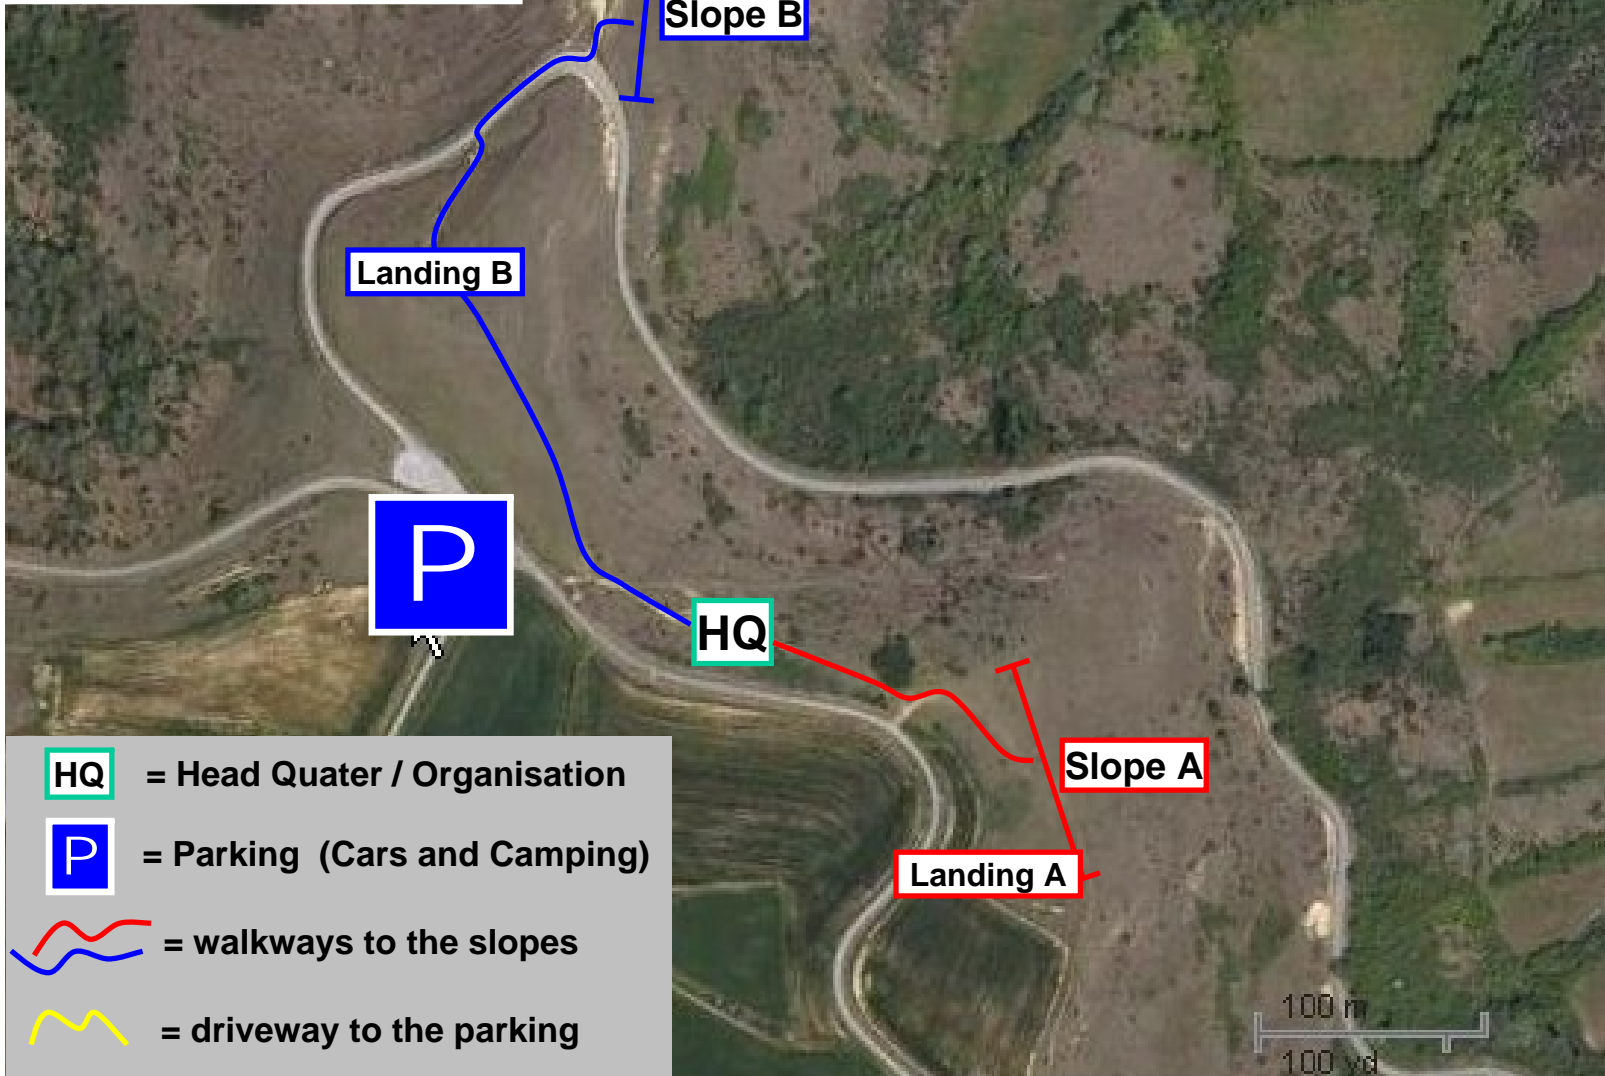 Slope B
Landing B
P
HQ
Slope A
Landing A
HQ = Head Quater / Organisation
P = Parking (Cars and Camping)
= walkways to the slopes
= driveway to the parking
100 m
100 yd